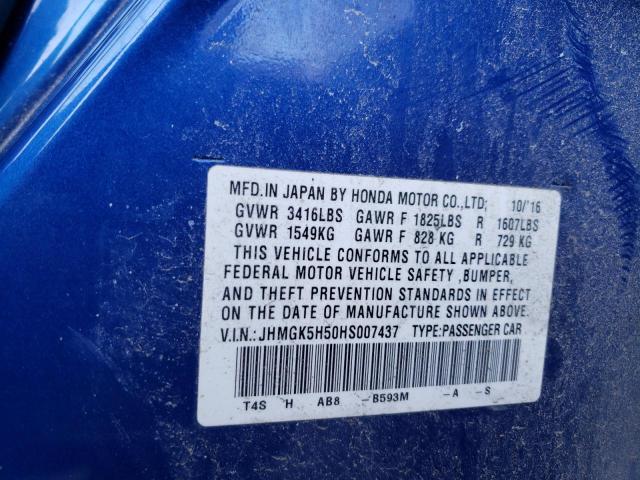 MFD.IN JAPAN BY HONDA MOTOR CO.,LTD; 10/'16
GVWR 3416LBS GAWR F 1825LBS R 1607LBS
GVWR 1549KG GAWR F 828 KG R 729 KG
THIS VEHICLE CONFORMS TO ALL APPLICABLE
FEDERAL MOTOR VEHICLE SAFETY ,BUMPER,
AND THEFT PREVENTION STANDARDS IN EFFECT
ON THE DATE OF MANUFACTURE SHOWN ABOVE.
V.I.N.: JHMGK5H50HS007437 TYPE:PASSENGER CAR
T4S H AB8 -B593M -A -S